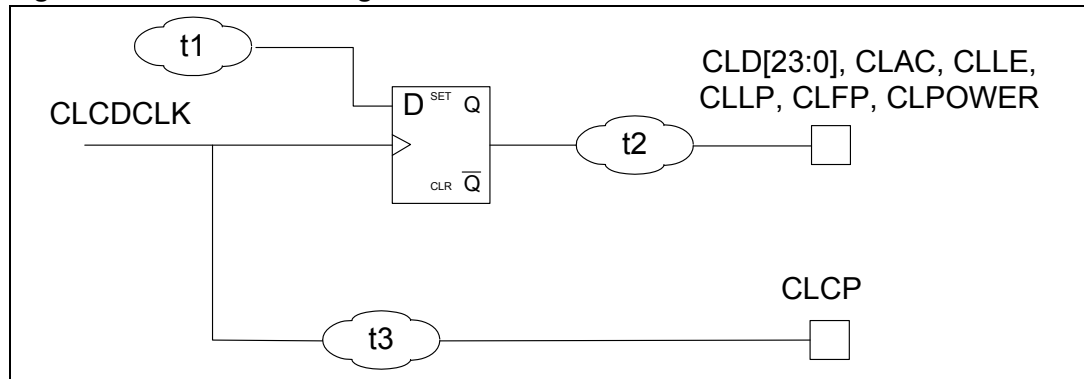 t1
CLD[23:0], CLAC, CLLE,
CLLP, CLFP, CLPOWER
CLCDCLK
D SET Q
t2
CLR Q
CLCP
t3